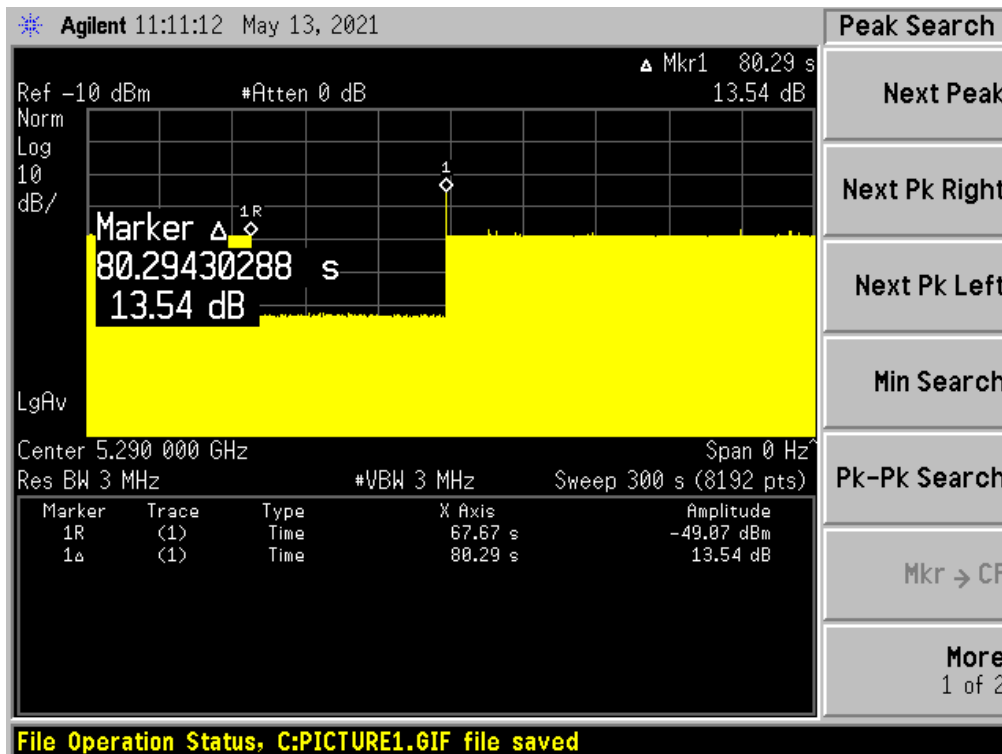 Agilent 11:11:12 May 13, 2021
Peak Search
Δ Mkr1 80.29 s
Ref -10 dBm #Atten 0 dB 13.54 dB
Norm
Log
10
dB/
1
1R
Marker Δ
80.29430288 s
13.54 dB
LgAv
Center 5.290 000 GHz Span 0 Hz^
Res BW 3 MHz #VBW 3 MHz Sweep 300 s (8192 pts)
Marker Trace Type X Axis Amplitude
1R (1) Time 67.67 s -49.07 dBm
1Δ (1) Time 80.29 s 13.54 dB
Next Peak
Next Pk Right
Next Pk Left
Min Search
Pk-Pk Search
Mkr → CF
More
1 of 2
File Operation Status, C:PICTURE1.GIF file saved